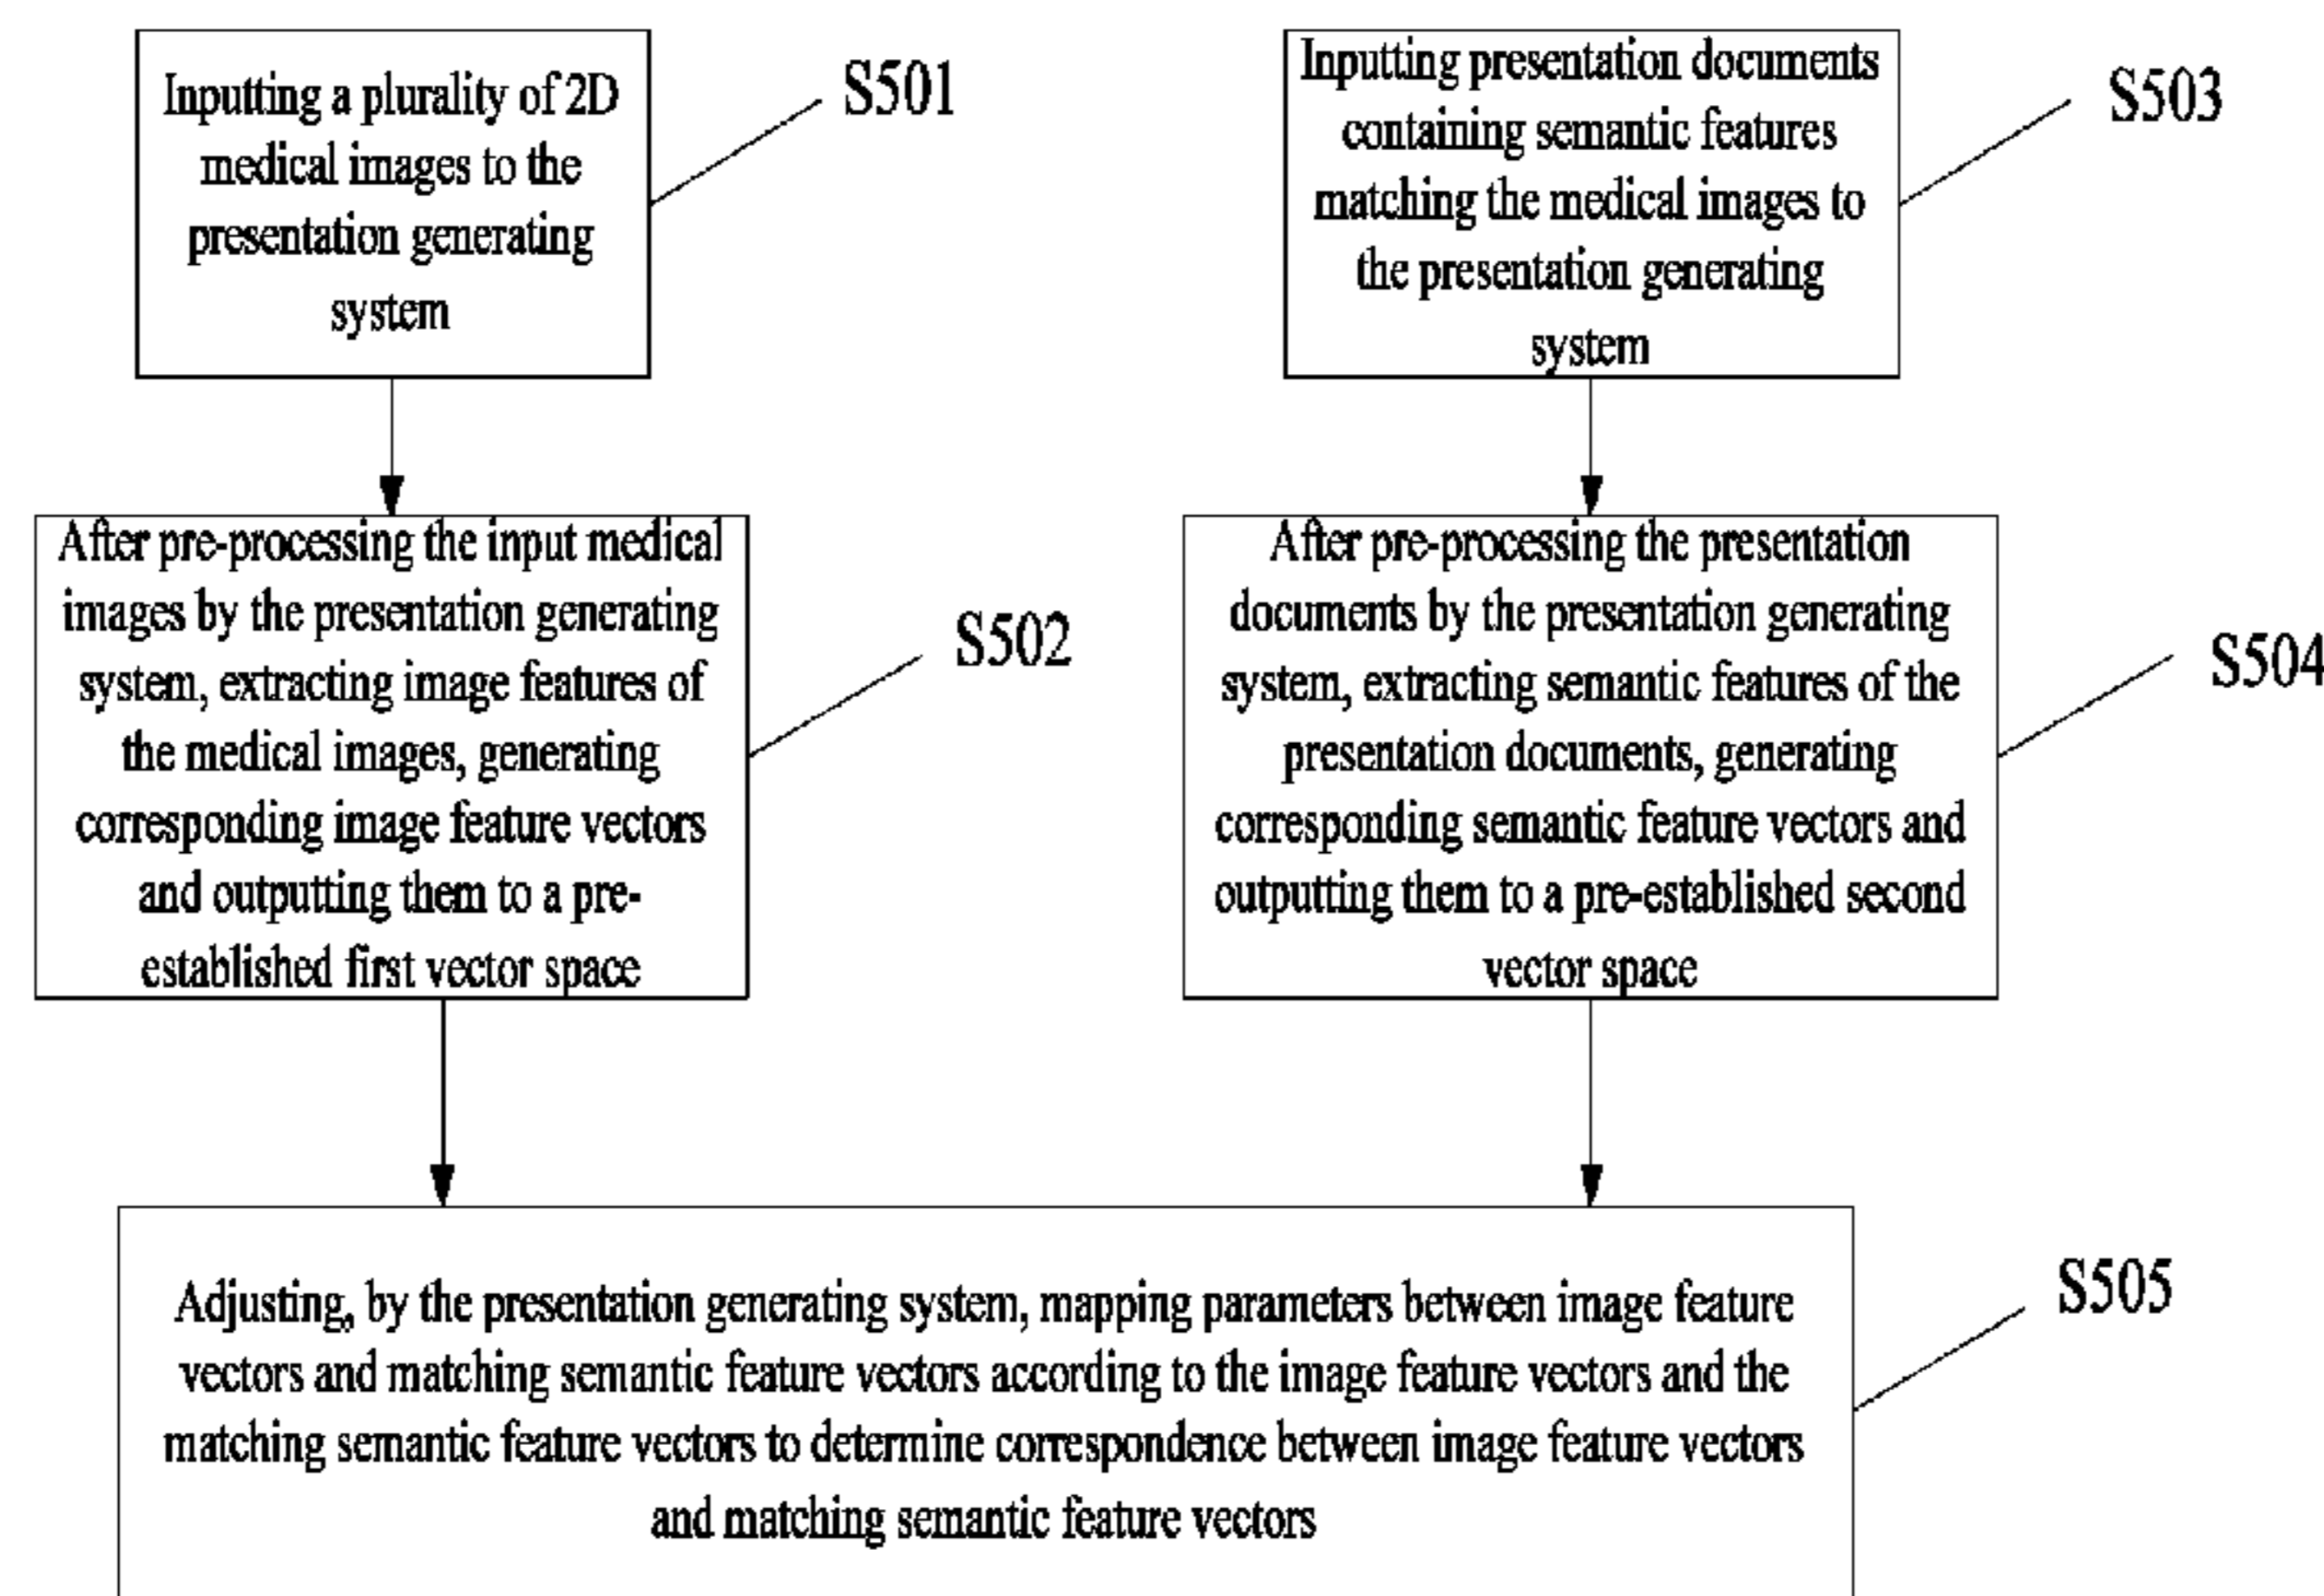 Inputting a plurality of 2D
medical images to the
presentation generating
system
S501
Inputting presentation documents
containing semantic features
matching the medical images to
the presentation generating
system
S503
After pre-processing the input medical
images by the presentation generating
system, extracting image features of
the medical images, generating
corresponding image feature vectors
and outputting them to a pre-
established first vector space
S502
After pre-processing the presentation
documents by the presentation generating
system, extracting semantic features of the
presentation documents, generating
corresponding semantic feature vectors and
outputting them to a pre-established second
vector space
S504
Adjusting, by the presentation generating system, mapping parameters between image feature
vectors and matching semantic feature vectors according to the image feature vectors and the
matching semantic feature vectors to determine correspondence between image feature vectors
and matching semantic feature vectors
S505